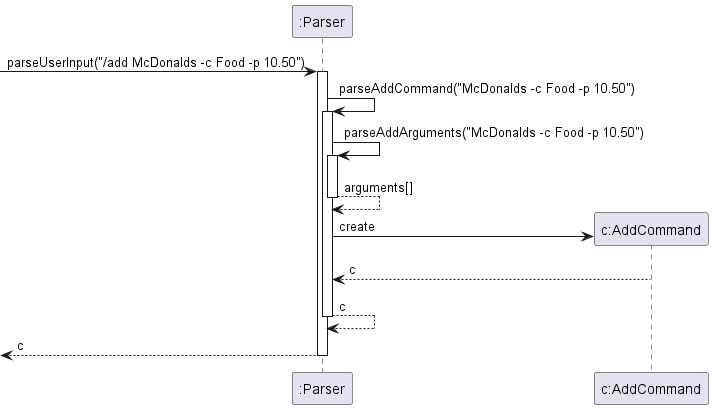 :Parser
parseUserInput("/add McDonalds -c Food -p 10.50")
parseAddCommand("McDonalds -c Food -p 10.50")
parseAddArguments("McDonalds -c Food -p 10.50")
arguments[]
create
c:AddCommand
c
c
c
:Parser
c:AddCommand